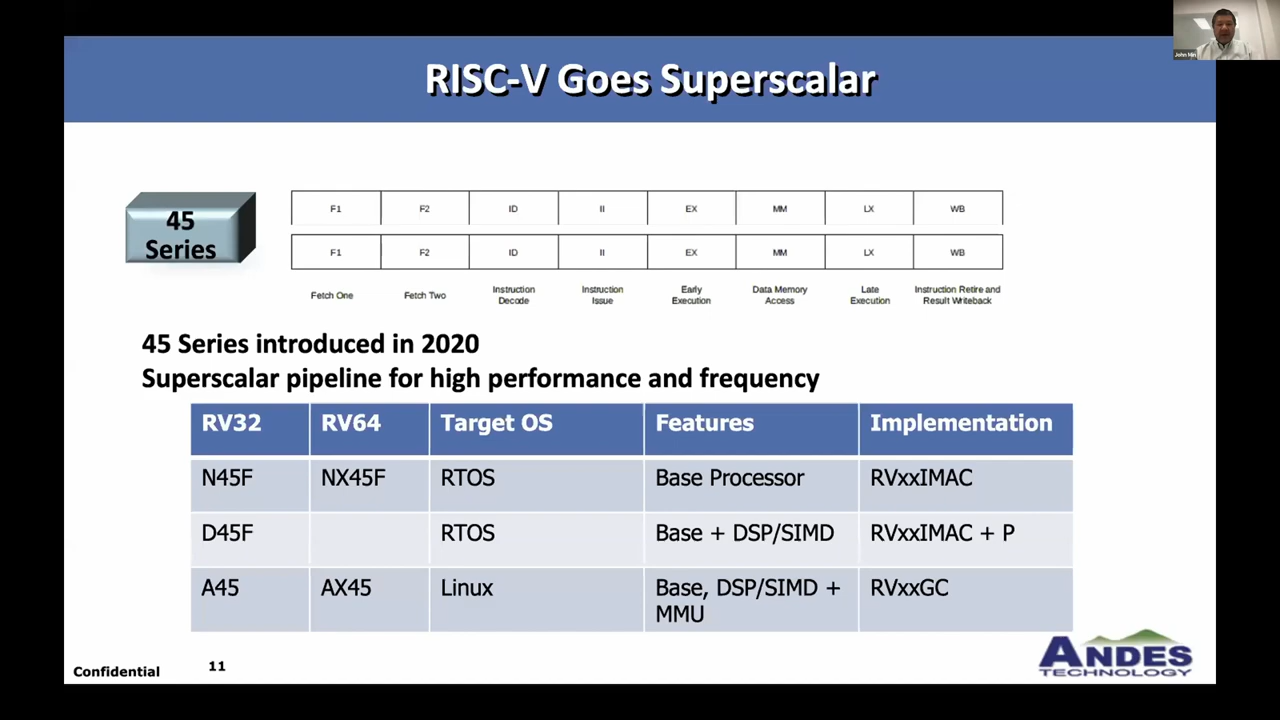 RISC-V Goes Superscalar
John Min
45
Series
F1 F2 ID II EX MM LX WB
F1 F2 ID II EX MM LX WB
Fetch One
Fetch Two
Instruction
Decode
Instruction
Issue
Early
Execution
Data Memory
Access
Late
Execution
Instruction Retire and
Result Writeback
45 Series introduced in 2020
Superscalar pipeline for high performance and frequency
RV32 RV64 Target OS Features Implementation
N45F NX45F RTOS Base Processor RVxxIMAC
D45F RTOS Base + DSP/SIMD RVxxIMAC + P
A45 AX45 Linux Base, DSP/SIMD + RVxxGC
MMU
Confidential 11
ANDES
TECHNOLOGY